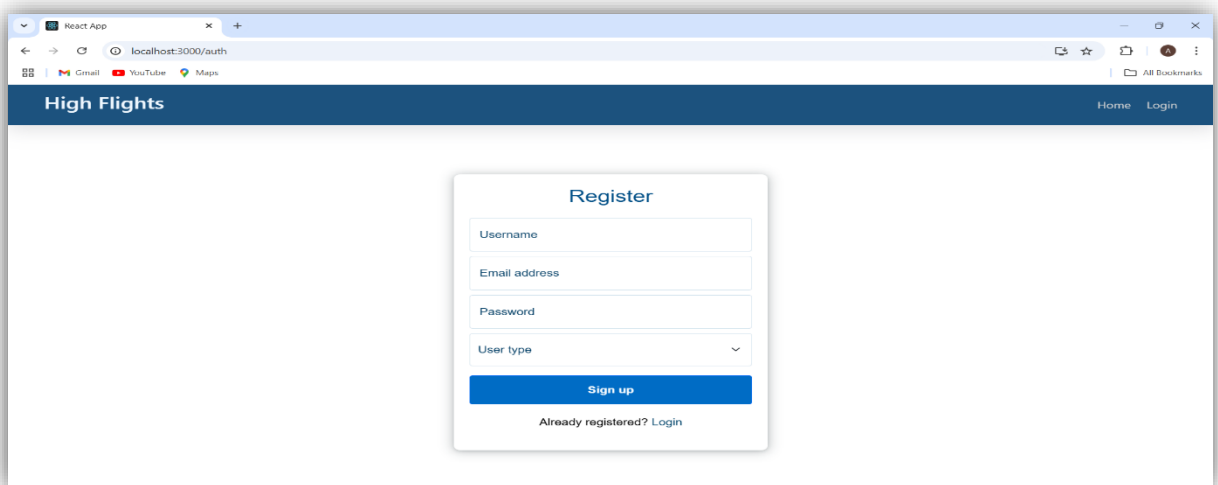 React App
localhost:3000/auth
Gmail YouTube Maps All Bookmarks
High Flights Home Login
Register
Username
Email address
Password
User type
Sign up
Already registered? Login